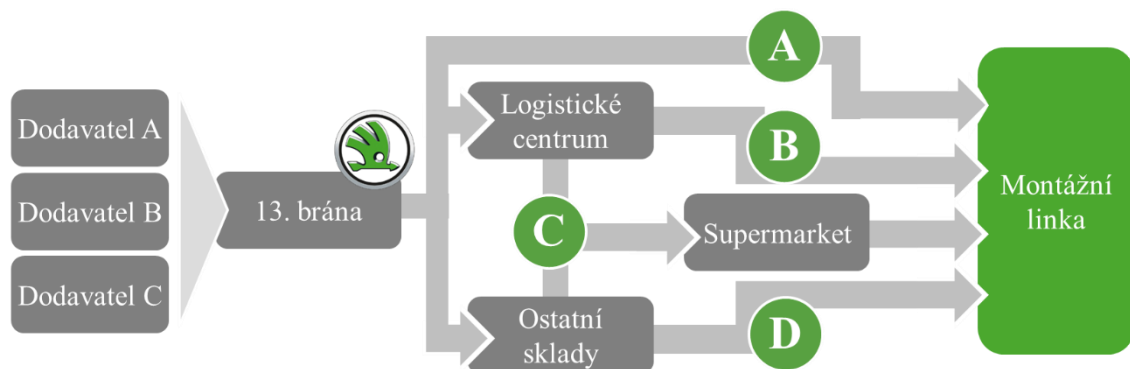 Dodavatel A
Dodavatel B
Dodavatel C
13. brána
Logistické
centrum
Ostatní
sklady
A
B
C
D
Supermarket
Montážní
linka